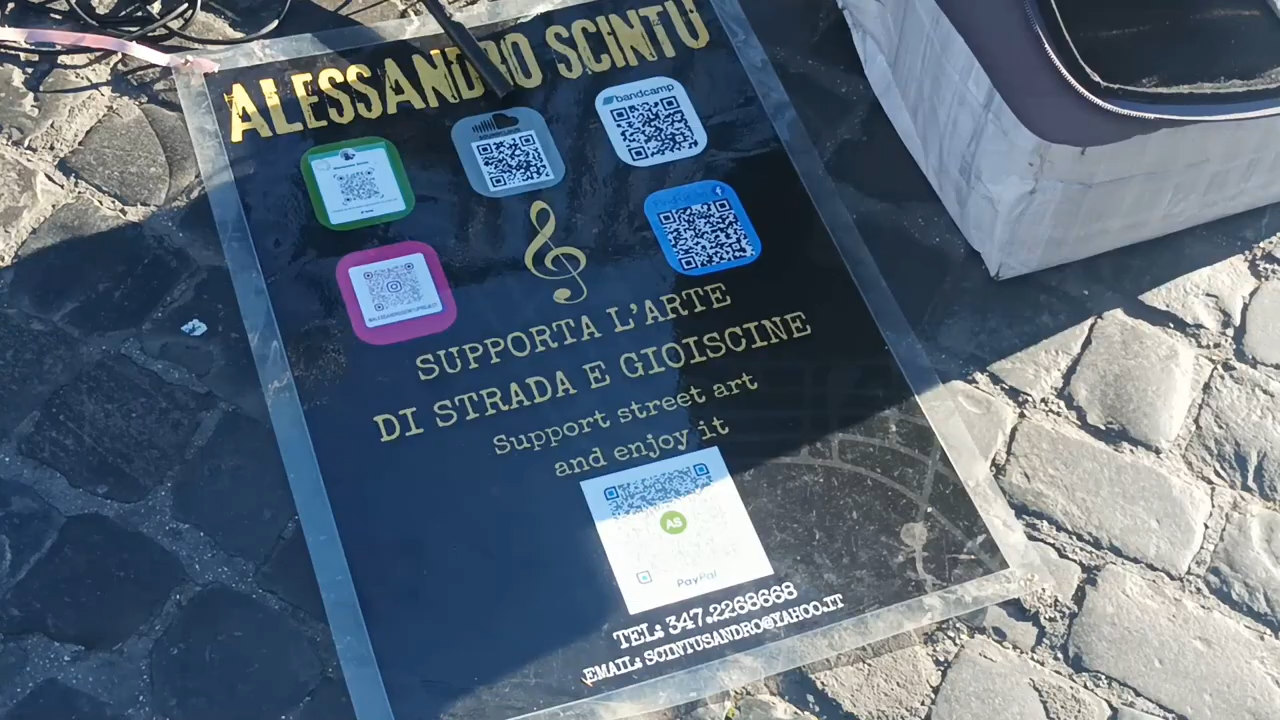 ALESSANDRO SCINTU
bandcamp
SUPPORTA L'ARTE
DI STRADA E GIOISCINE
Support street art
and enjoy it
AS
PayPal
TEL: 347.2268668
EMAIL: SCINTUSANDRO@YAHOO.IT